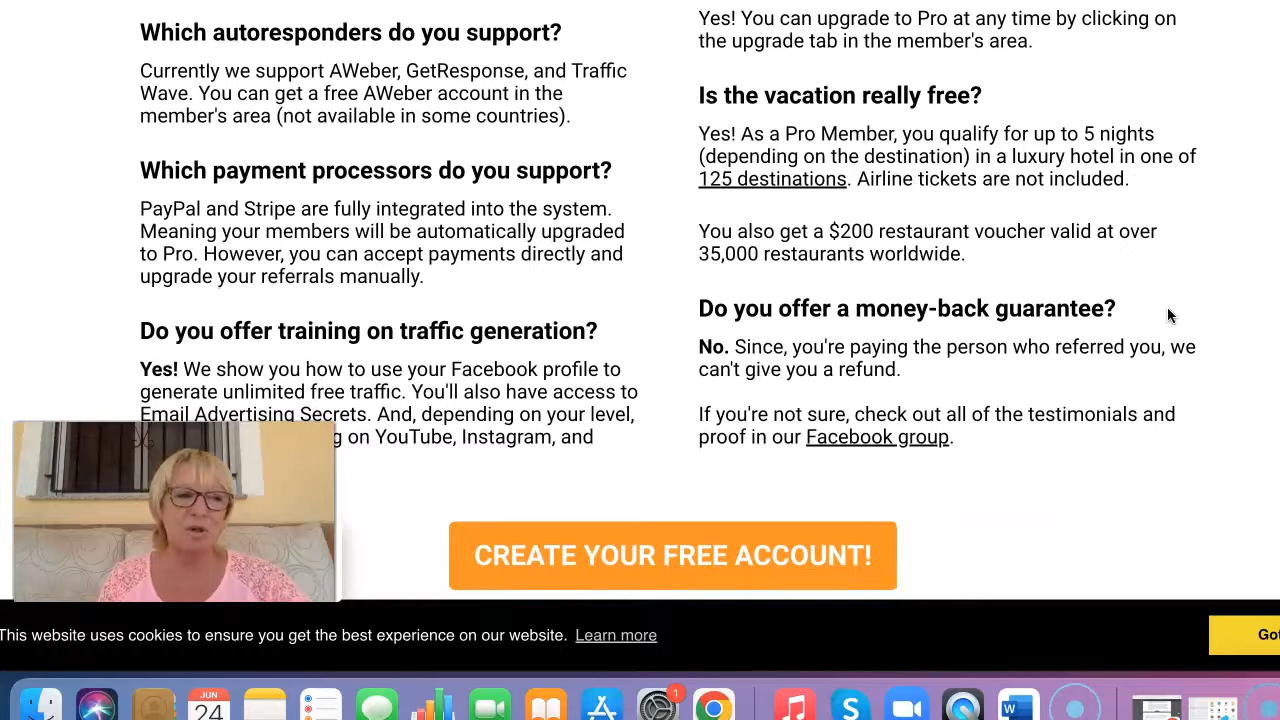 Which autoresponders do you support?
Currently we support AWeber, GetResponse, and Traffic
Wave. You can get a free AWeber account in the
member's area (not available in some countries).
Which payment processors do you support?
PayPal and Stripe are fully integrated into the system.
Meaning your members will be automatically upgraded
to Pro. However, you can accept payments directly and
upgrade your referrals manually.
Do you offer training on traffic generation?
Yes! We show you how to use your Facebook profile to
generate unlimited free traffic. You'll also have access to
Email Advertising Secrets. And, depending on your level,
on YouTube, Instagram, and
Yes! You can upgrade to Pro at any time by clicking on
the upgrade tab in the member's area.
Is the vacation really free?
Yes! As a Pro Member, you qualify for up to 5 nights
(depending on the destination) in a luxury hotel in one of
125 destinations. Airline tickets are not included.
You also get a $200 restaurant voucher valid at over
35,000 restaurants worldwide.
Do you offer a money-back guarantee?
No. Since, you're paying the person who referred you, we
can't give you a refund.
If you're not sure, check out all of the testimonials and
proof in our Facebook group.
CREATE YOUR FREE ACCOUNT!
This website uses cookies to ensure you get the best experience on our website. Learn more
Got
JUN
24
1
W